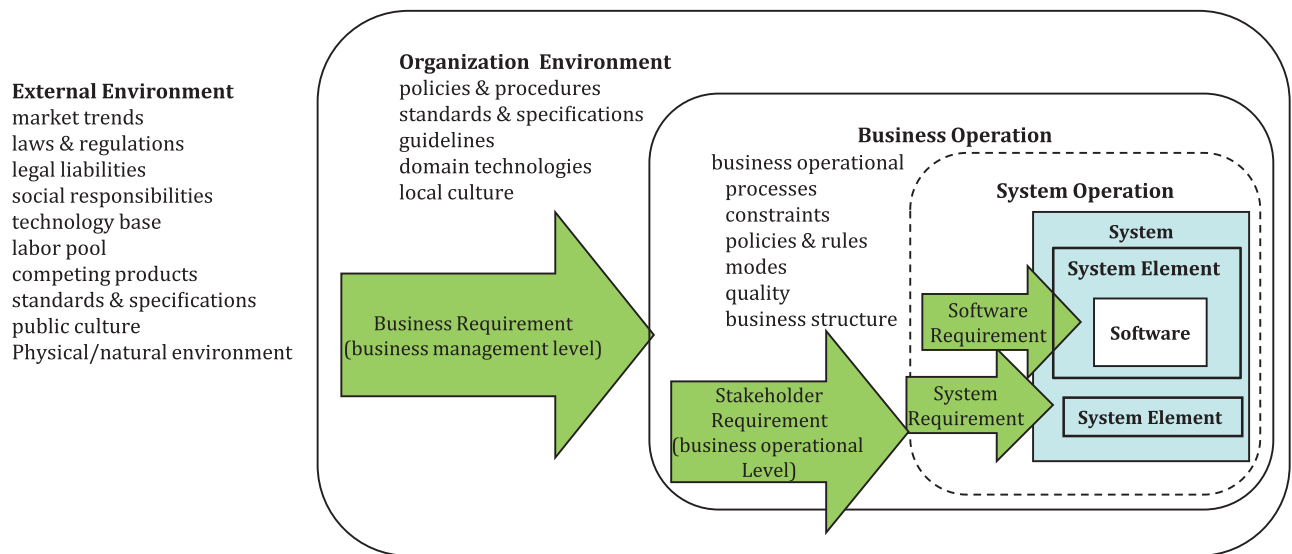 External Environment
market trends
laws & regulations
legal liabilities
social responsibilities
technology base
labor pool
competing products
standards & specifications
public culture
Physical/natural environment
Organization Environment
policies & procedures
standards & specifications
guidelines
domain technologies
local culture
Business Requirement
(business management level)
Business Operation
business operational
processes
constraints
policies & rules
modes
quality
business structure
Stakeholder
Requirement
(business operational
Level)
System Operation
Software
Requirement
System
Requirement
System
System Element
Software
System Element